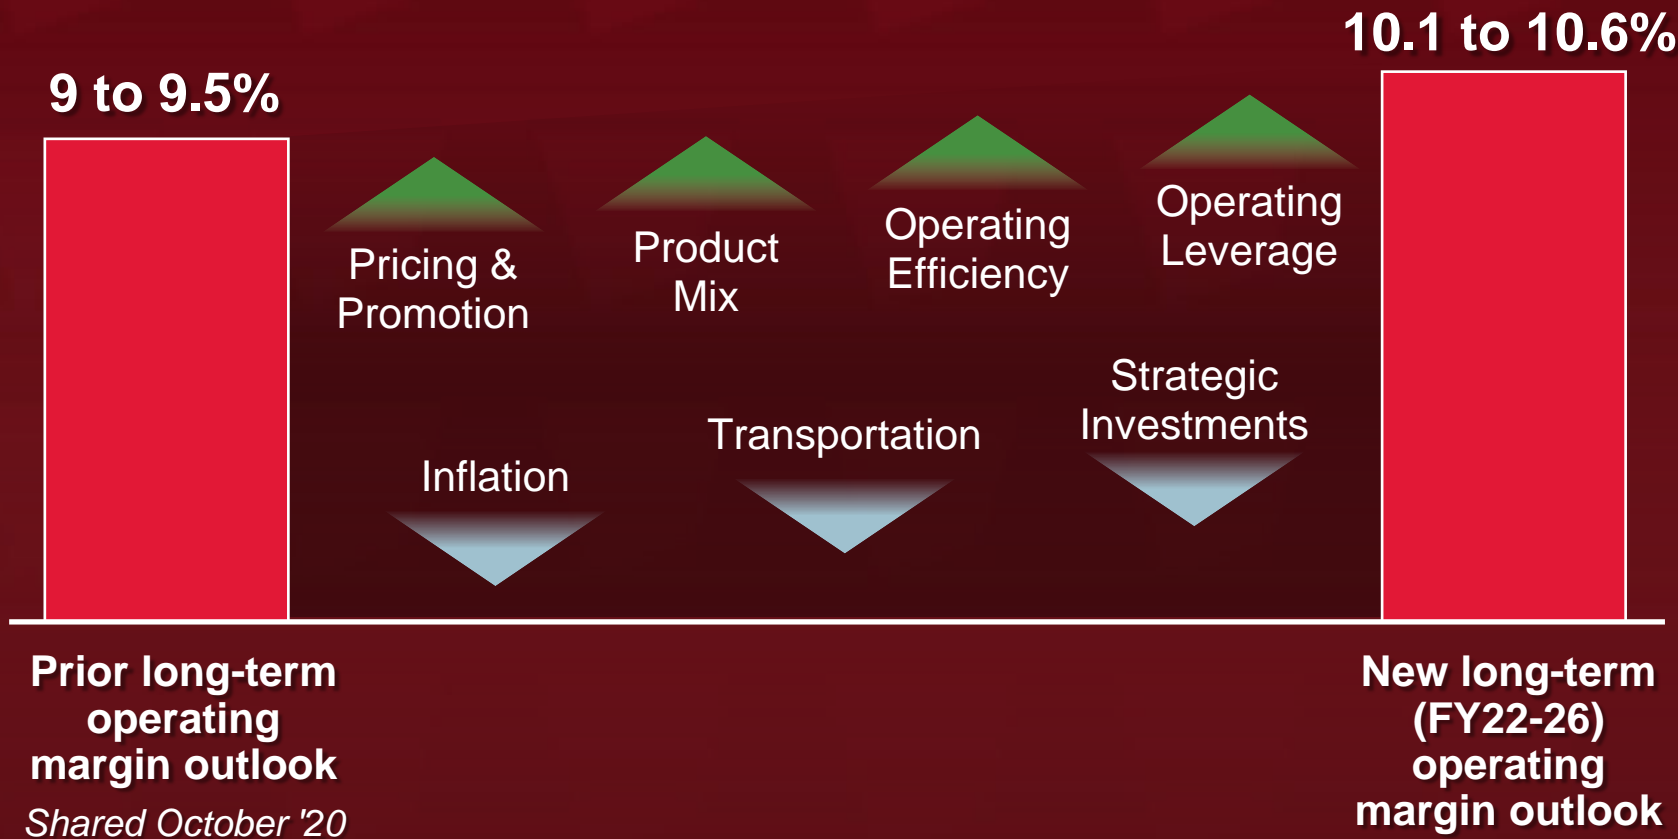 9 to 9.5%
10.1 to 10.6%
Pricing &
Promotion
Product
Mix
Operating
Efficiency
Operating
Leverage
Inflation
Transportation
Strategic
Investments
Prior long-term
operating
margin outlook
Shared October '20
New long-term
(FY22-26)
operating
margin outlook